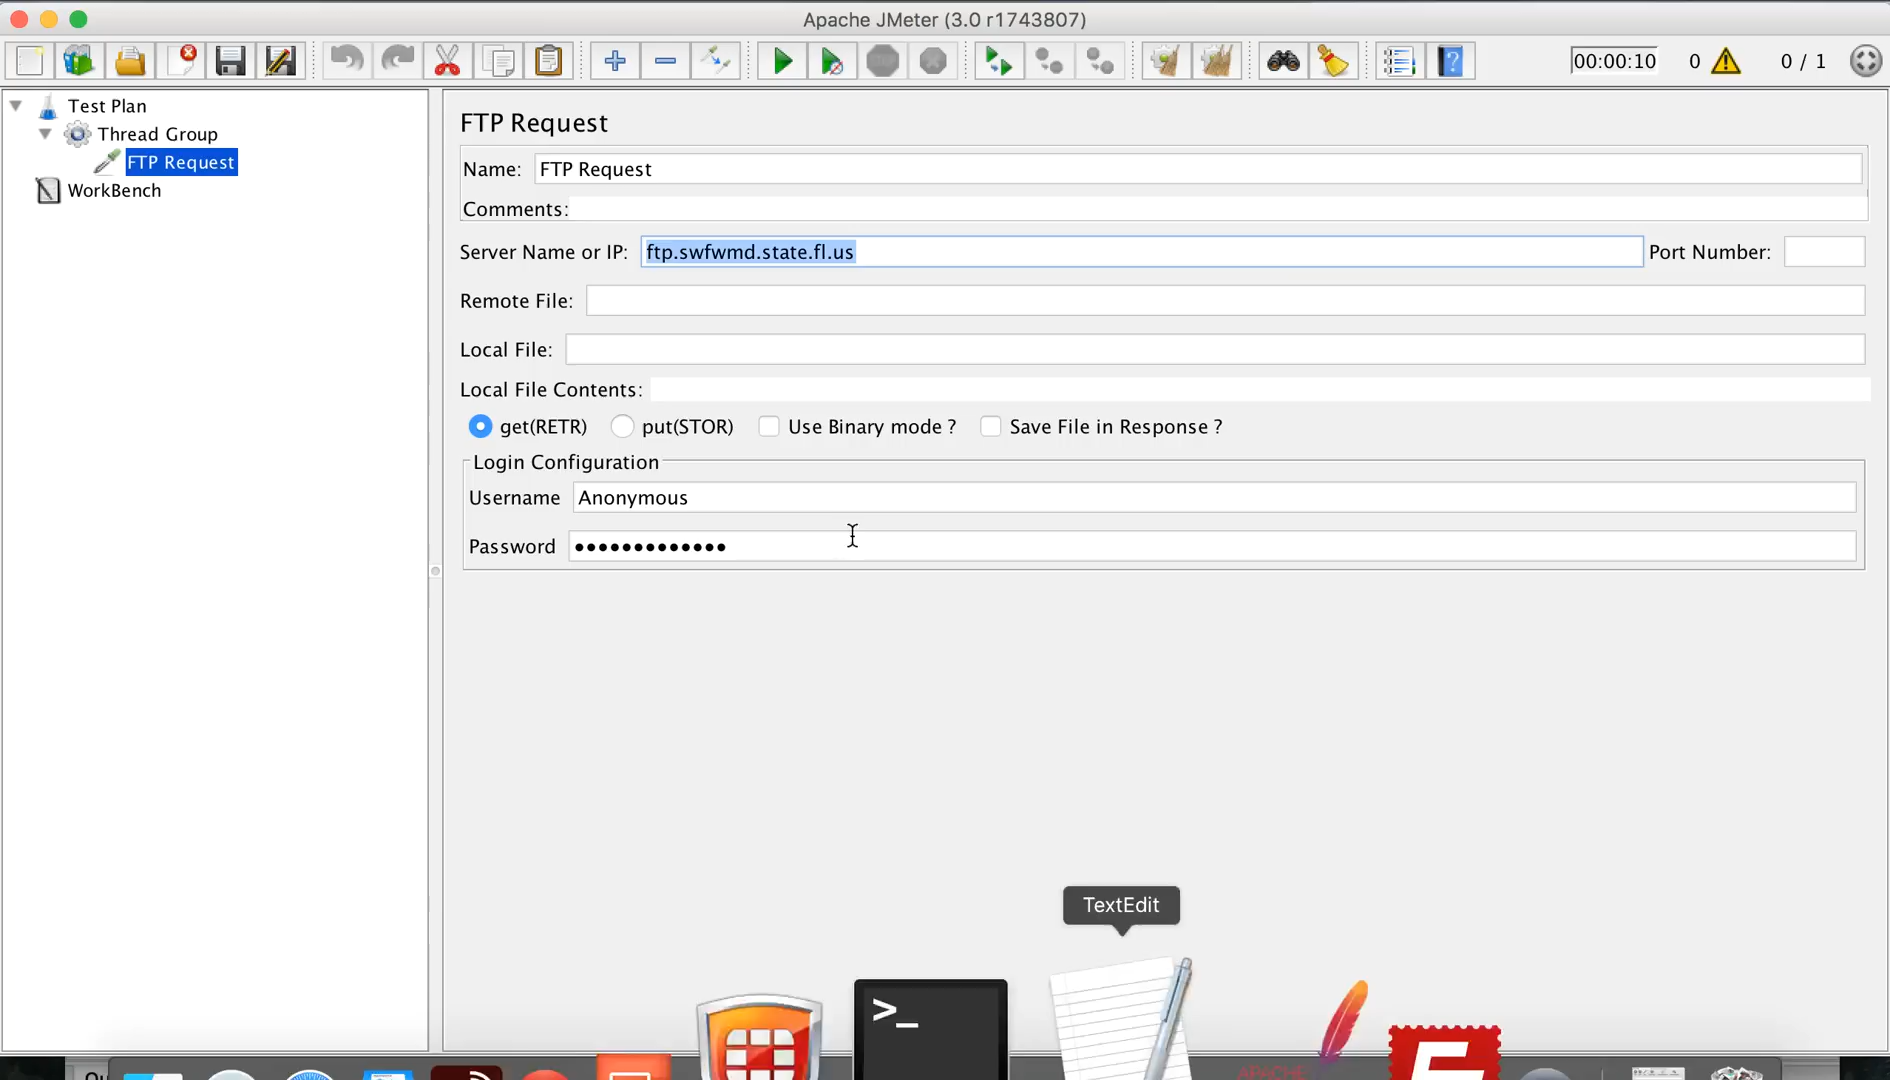 Apache JMeter (3.0 r1743807)
00:00:10
0
0 / 1
Test Plan
Thread Group
FTP Request
WorkBench
FTP Request
Name: FTP Request
Comments:
Server Name or IP: ftp.swfwmd.state.fl.us Port Number:
Remote File:
Local File:
Local File Contents:
get(RETR) put(STOR) Use Binary mode ? Save File in Response ?
Login Configuration
Username Anonymous
Password •••••••••••••
TextEdit
>_
APACHE